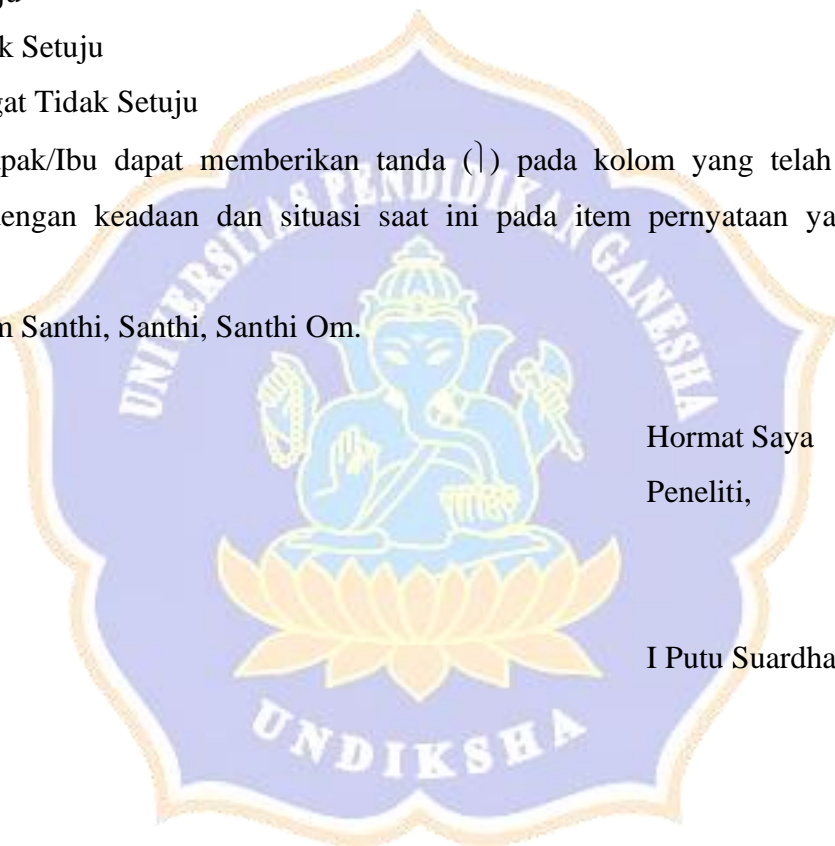 k Setuju
gat Tidak Setuju
pak/Ibu dapat memberikan tanda (⎫) pada kolom yang telah
dengan keadaan dan situasi saat ini pada item pernyataan ya
m Santhi, Santhi, Santhi Om.
Hormat Saya
Peneliti,
I Putu Suardha
UNIVERSITAS PENDIDIKAN GANESHA
UNDIKSHA